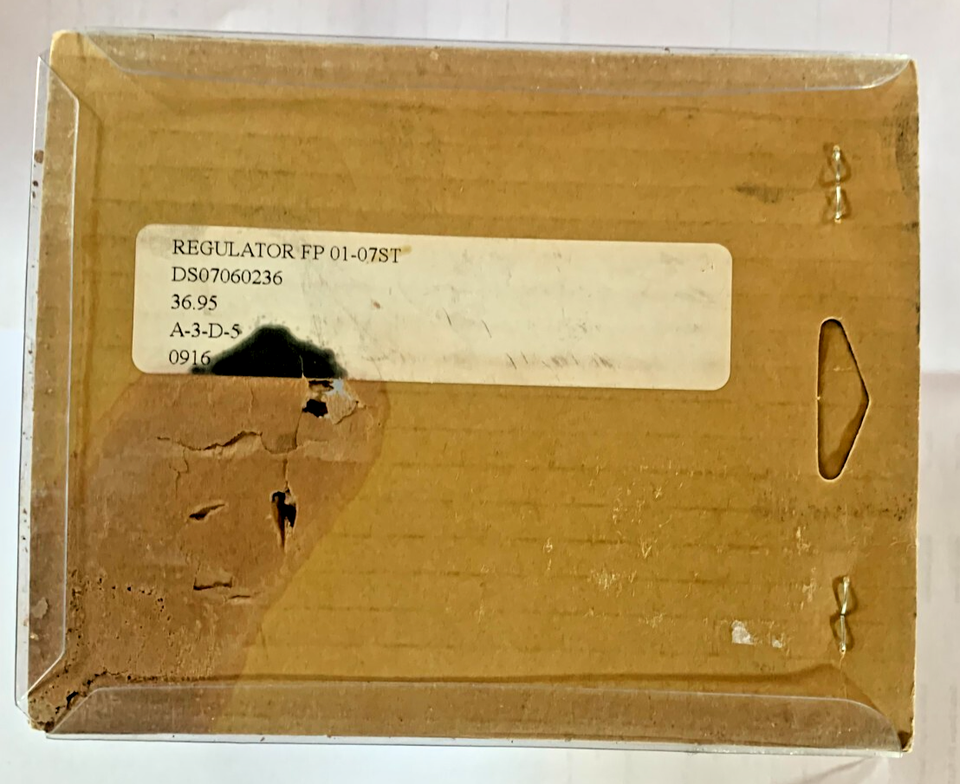 REGULATOR FP 01-07ST
DS07060236
36.95
A-3-D-5
0916